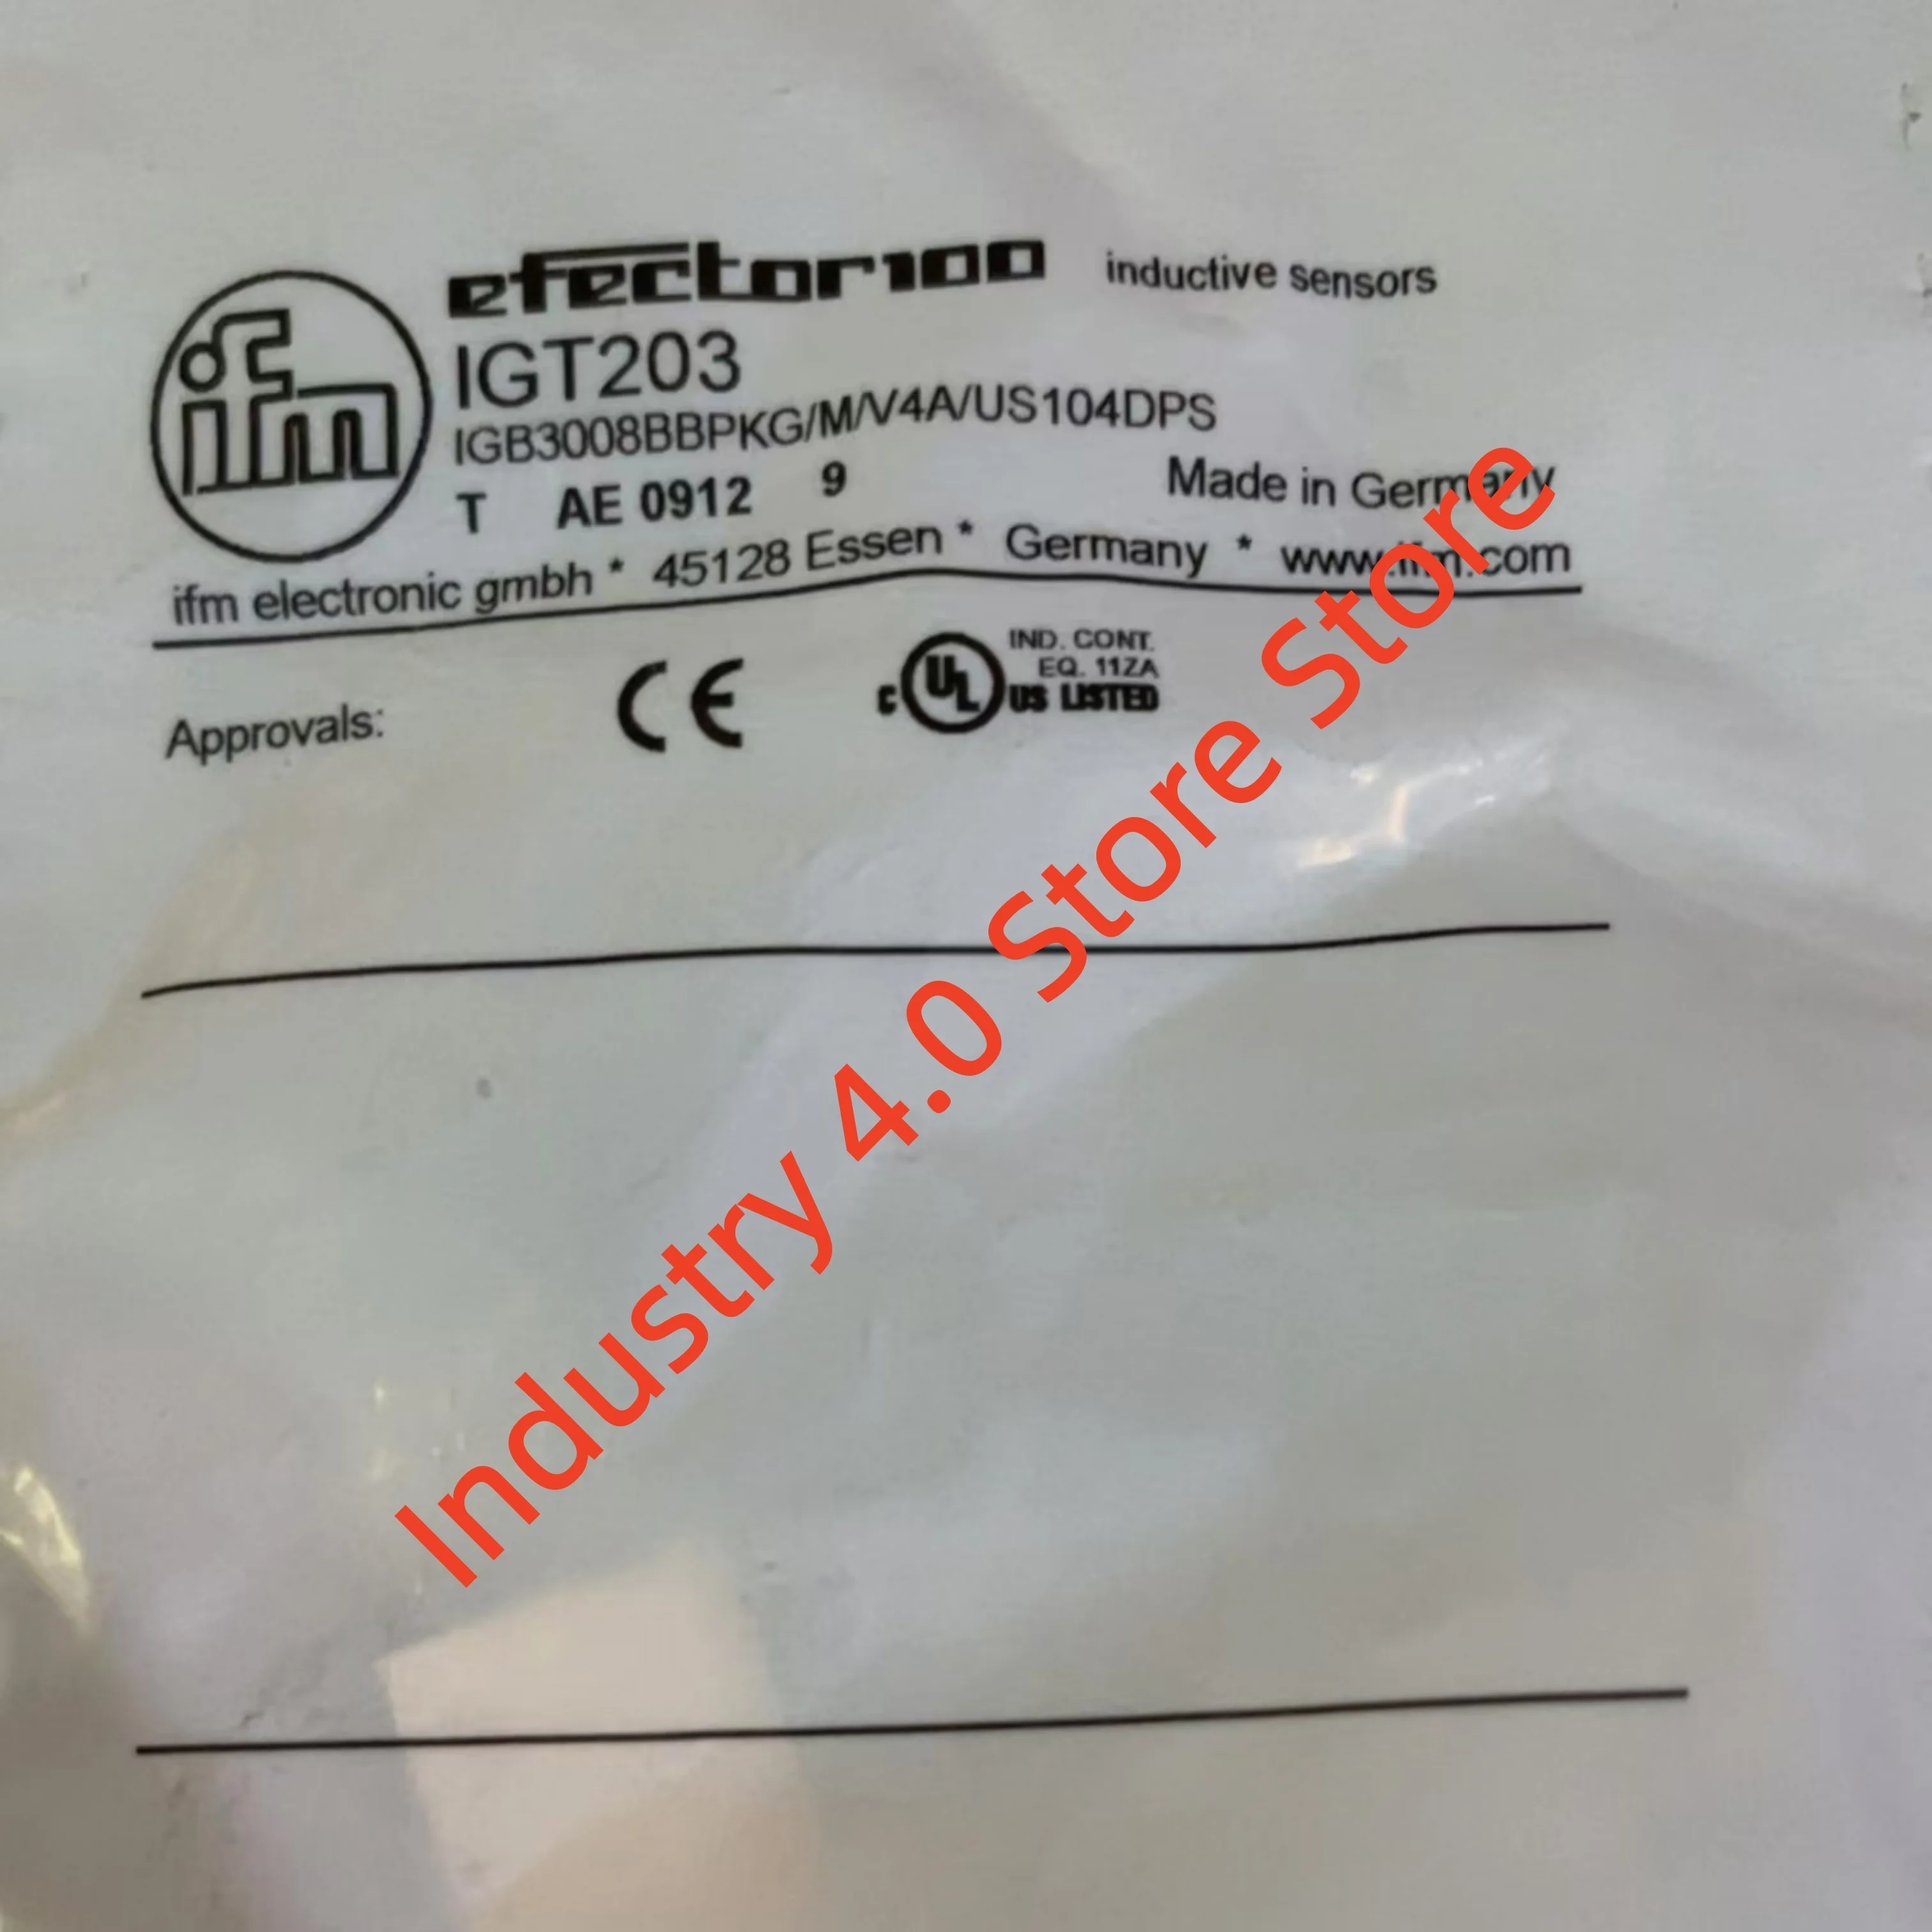 efector100 inductive sensors
ifm
IGT203
IGB3008BBPKG/M/V4A/US104DPS
T AE 0912 9 Made in Germany
ifm electronic gmbh * 45128 Essen * Germany * www.ifm.com
Approvals: CE
c UL US LISTED
IND. CONT.
EQ. 11ZA
Industry 4.0 Store Store